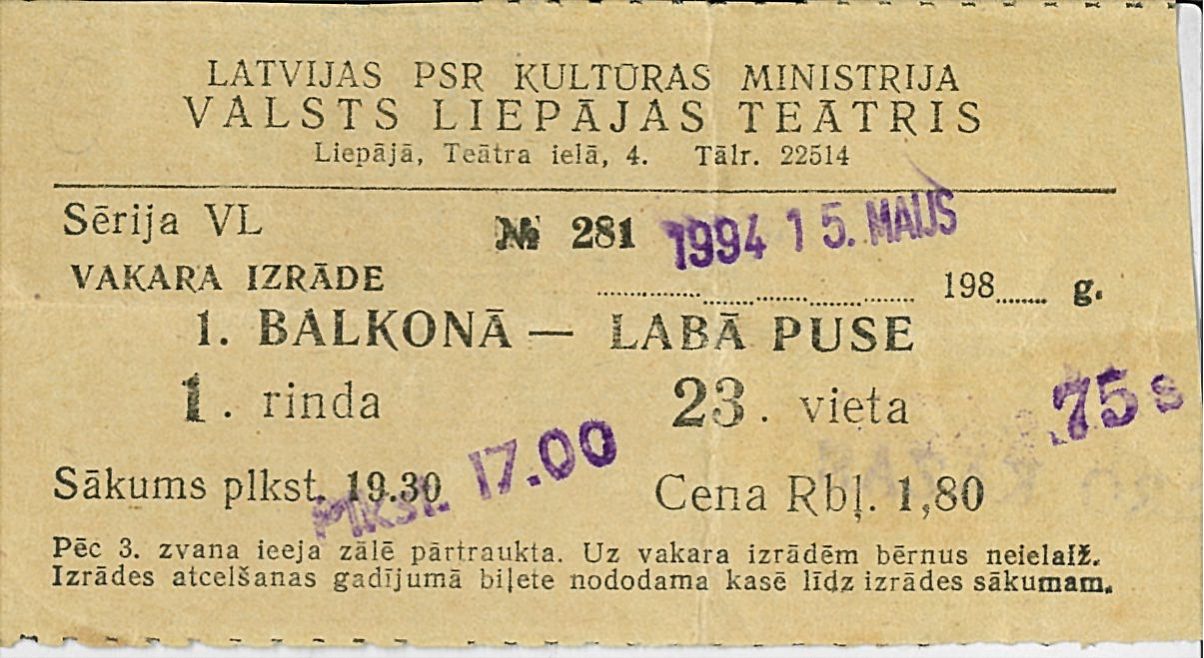 LATVIJAS PSR KULTŪRAS MINISTRIJA
VALSTS LIEPĀJAS TEĀTRIS
Liepājā, Teātra ielā, 4. Tālr. 22514
Sērija VL № 281 1994 15. MAIJS
VAKARA IZRĀDE ........................ 198...... g.
1. BALKONĀ — LABĀ PUSE
1. rinda 23. vieta .75 s
Sākums plkst. 19.30 Plkst. 17.00 Cena Rbļ. 1,80
Pēc 3. zvana ieeja zālē pārtraukta. Uz vakara izrādēm bērnus neielaiž.
Izrādes atcelšanas gadījumā biļete nododama kasē līdz izrādes sākumam.